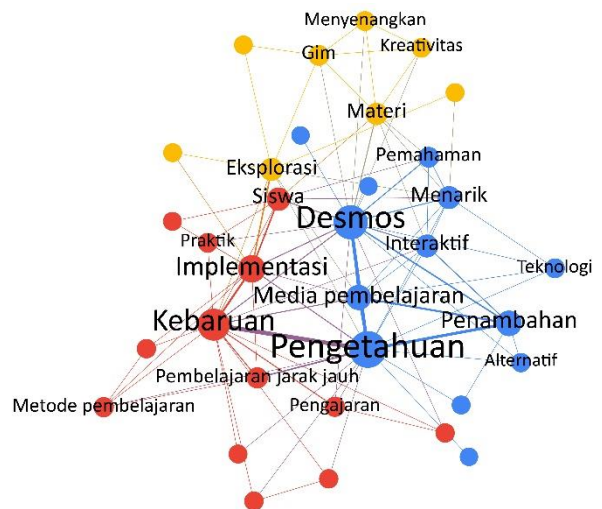 Menyenangkan
Kreativitas
Gim
Materi
Pemahaman
Eksplorasi
Siswa
Menarik
Desmos
Praktik
Interaktif
Implementasi
Teknologi
Media pembelajaran
Kebaruan
Penambahan
Pengetahuan
Alternatif
Pembelajaran jarak jauh
Metode pembelajaran
Pengajaran